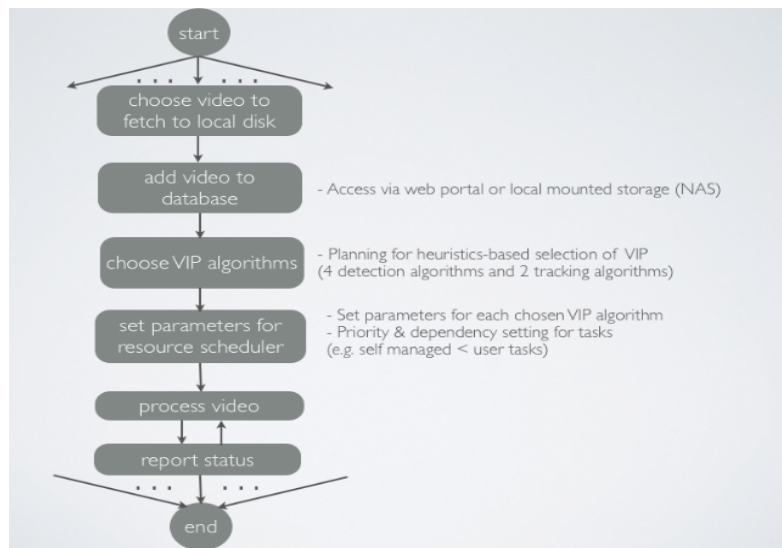 start
. . .   . . .
choose video to
fetch to local disk
add video to
database
- Access via web portal or local mounted storage (NAS)
choose VIP algorithms
- Planning for heuristics-based selection of VIP
(4 detection algorithms and 2 tracking algorithms)
set parameters for
resource scheduler
- Set parameters for each chosen VIP algorithm
- Priority & dependency setting for tasks
(e.g. self managed < user tasks)
process video
report status
. . .   . . .
end